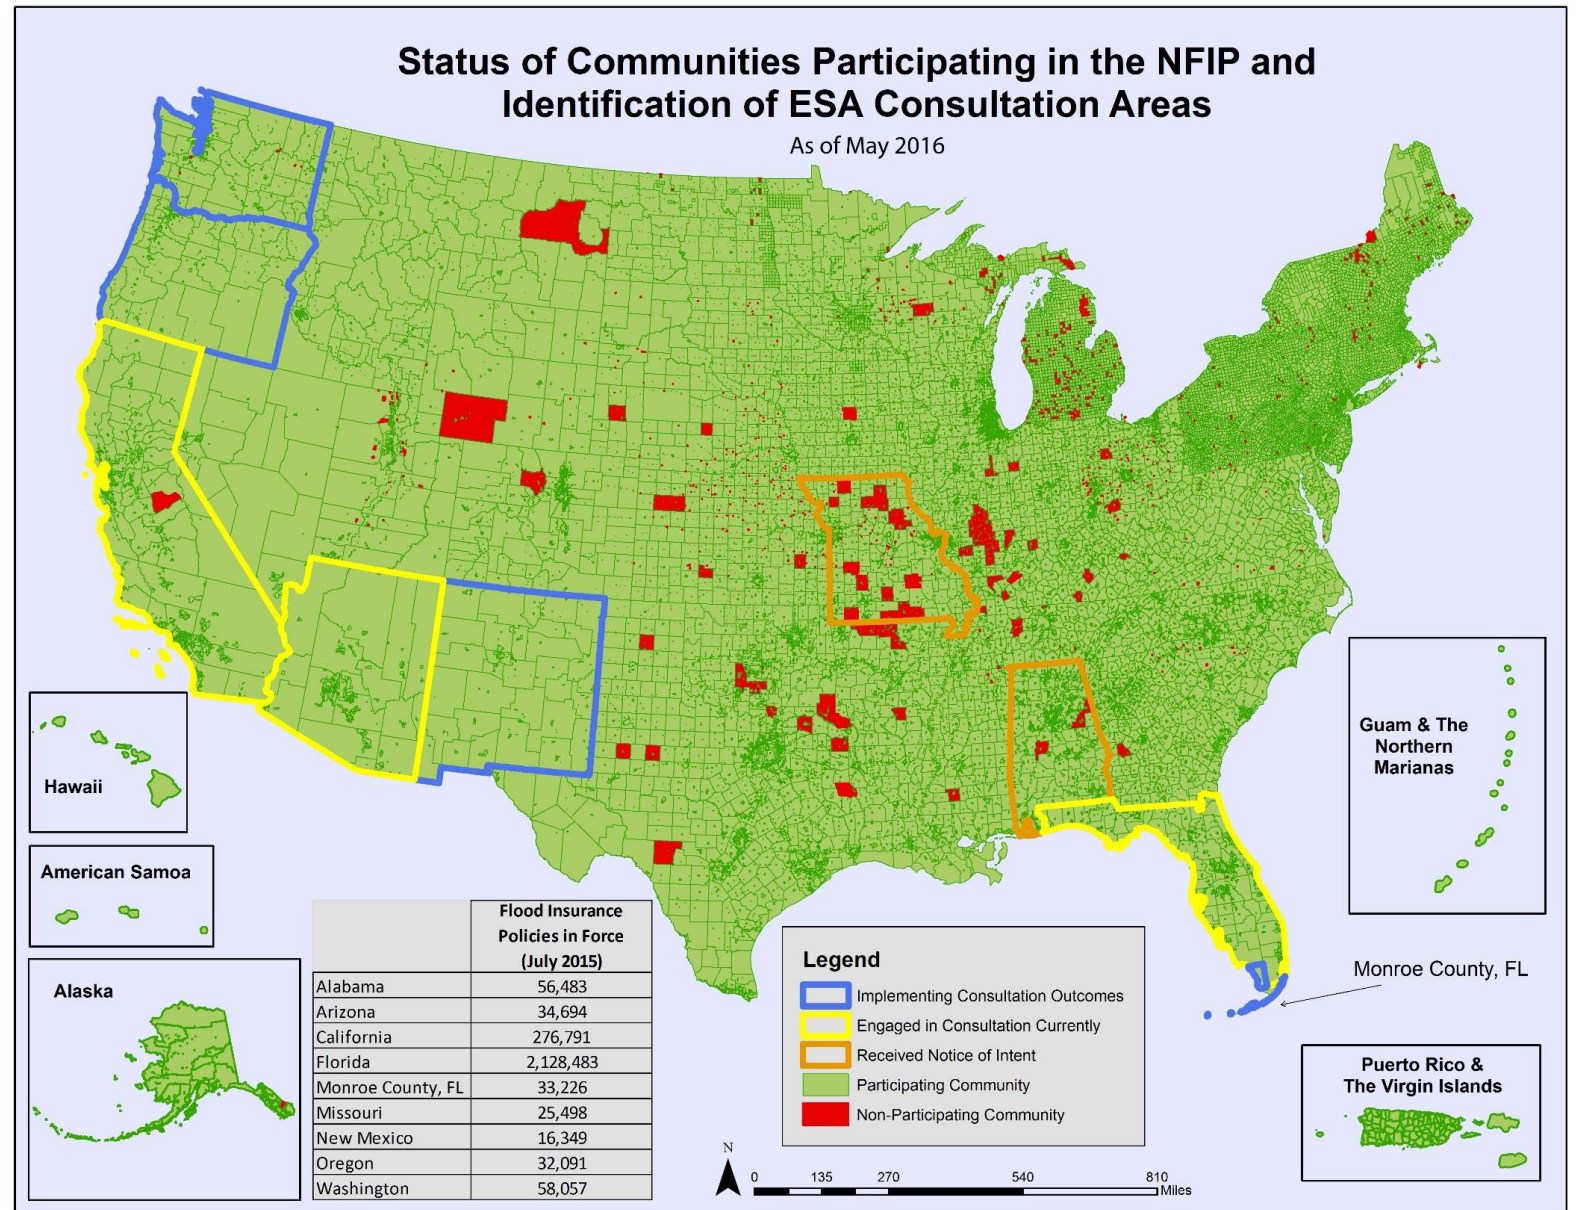 Status of Communities Participating in the NFIP and
Identification of ESA Consultation Areas
As of May 2016
Hawaii
American Samoa
Alaska
Guam & The
Northern
Marianas
Monroe County, FL
Puerto Rico &
The Virgin Islands
Flood Insurance
Policies in Force
(July 2015)
Alabama 56,483
Arizona 34,694
California 276,791
Florida 2,128,483
Monroe County, FL 33,226
Missouri 25,498
New Mexico 16,349
Oregon 32,091
Washington 58,057
Legend
Implementing Consultation Outcomes
Engaged in Consultation Currently
Received Notice of Intent
Participating Community
Non-Participating Community
N
0 135 270 540 810
Miles